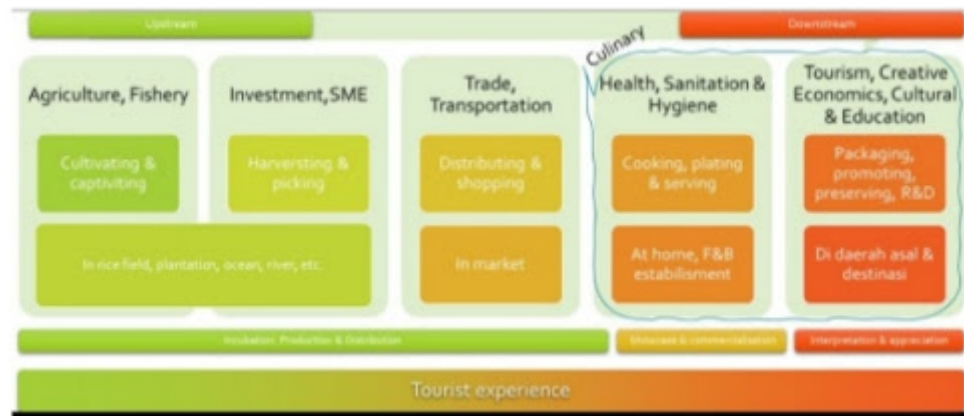 Upstream
Downstream
Culinary
Agriculture, Fishery
Investment,SME
Trade,
Transportation
Health, Sanitation &
Hygiene
Tourism, Creative
Economics, Cultural
& Education
Cultivating &
captiviting
Harversting &
picking
Distributing &
shopping
Cooking, plating
& serving
Packaging,
promoting,
preserving, R&D
In rice field, plantation, ocean, river, etc.
In market
At home, F&B
estabilisment
Di daerah asal &
destinasi
Incubation: Production & Distribution
Showcase & commercialisation
Interpretation & appreciation
Tourist experience